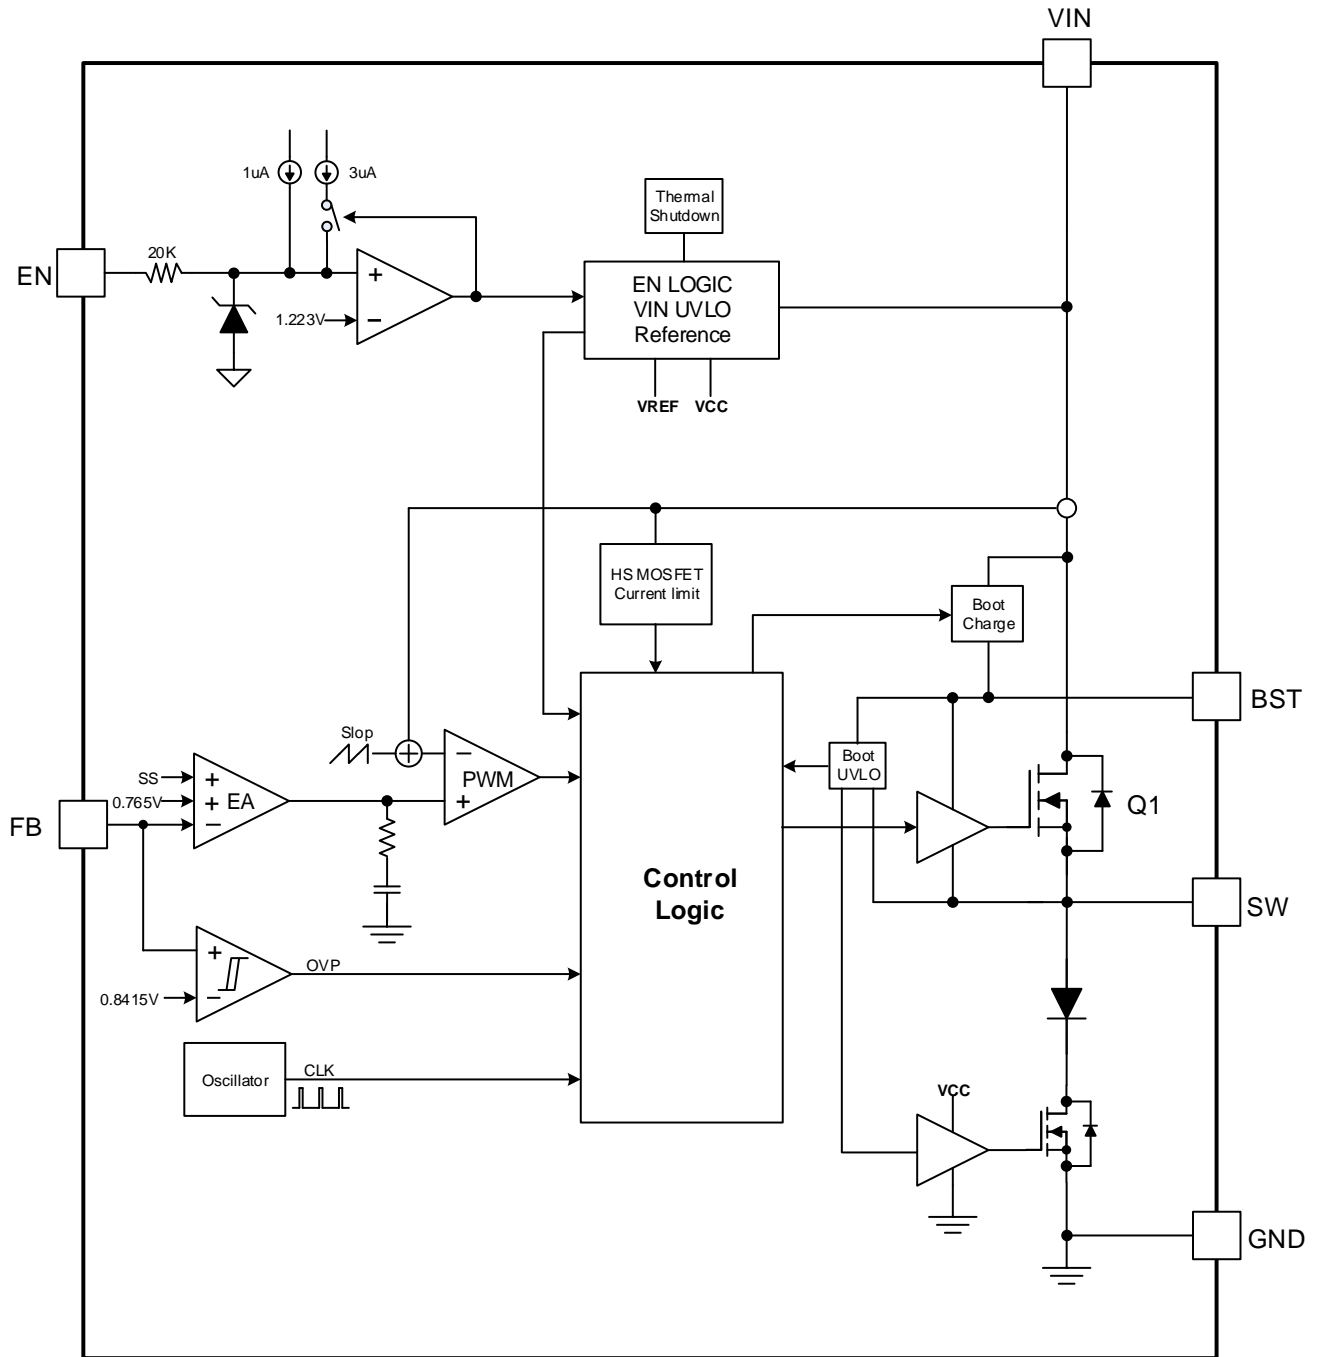 VIN
1uA
3uA
Thermal
Shutdown
20K
EN
EN LOGIC
VIN UVLO
Reference
1.223V
VREF
VCC
HS MOSFET
Current limit
Boot
Charge
BST
Slop
Boot
UVLO
PWM
SS
0.765V
EA
Q1
FB
Control
Logic
SW
OVP
0.8415V
Oscillator
CLK
VCC
GND